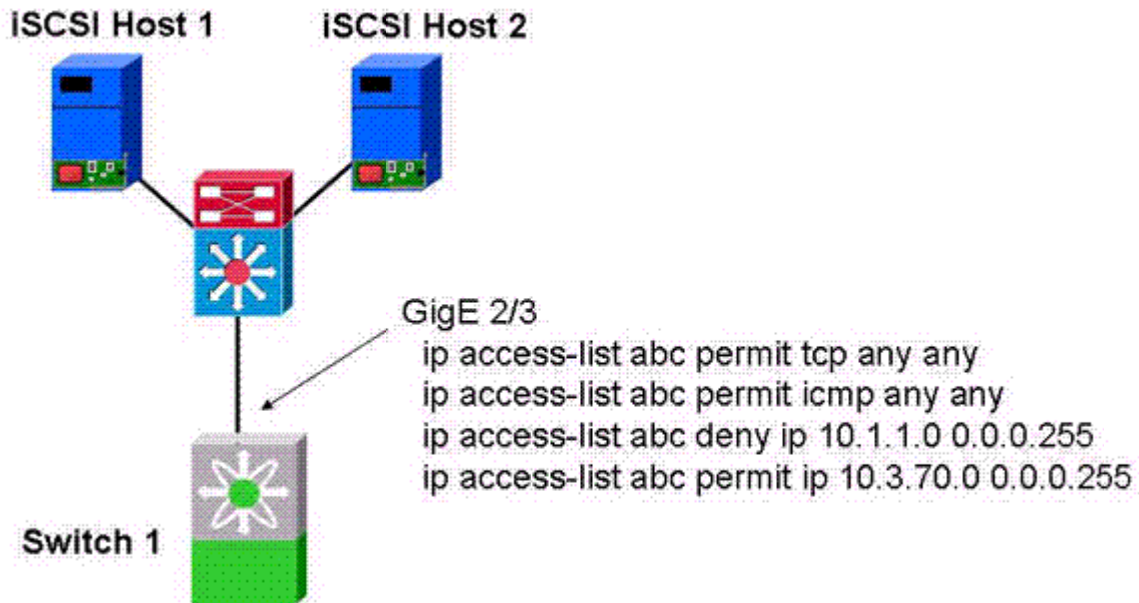 iSCSI Host 1
iSCSI Host 2
GigE 2/3
ip access-list abc permit tcp any any
ip access-list abc permit icmp any any
ip access-list abc deny ip 10.1.1.0 0.0.0.255
ip access-list abc permit ip 10.3.70.0 0.0.0.255
Switch 1